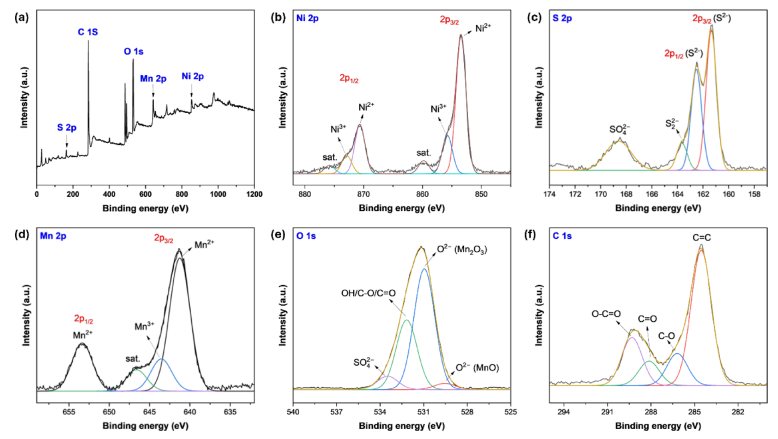 (a)
C 1S
O 1s
Mn 2p
Ni 2p
S 2p
Intensity (a.u.)
0 200 400 600 800 1000 1200
Binding energy (eV)
(b)
Ni 2p
2p3/2
Ni2+
2p1/2
Ni2+
Ni3+
Ni3+
sat.
sat.
Intensity (a.u.)
880 870 860 850
Binding energy (eV)
(c)
S 2p
2p3/2 (S2−)
2p1/2 (S2−)
SO42−
S22−
Intensity (a.u.)
174 172 170 168 166 164 162 160 158
Binding energy (eV)
(d)
Mn 2p
2p3/2
Mn2+
2p1/2
Mn2+
Mn3+
sat.
Intensity (a.u.)
655 650 645 640 635
Binding energy (eV)
(e)
O 1s
O2− (Mn2O3)
OH/C-O/C=O
SO42−
O2− (MnO)
Intensity (a.u.)
540 537 534 531 528 525
Binding energy (eV)
(f)
C 1s
C=C
O-C=O
C=O
C-O
Intensity (a.u.)
294 291 288 285 282
Binding energy (eV)